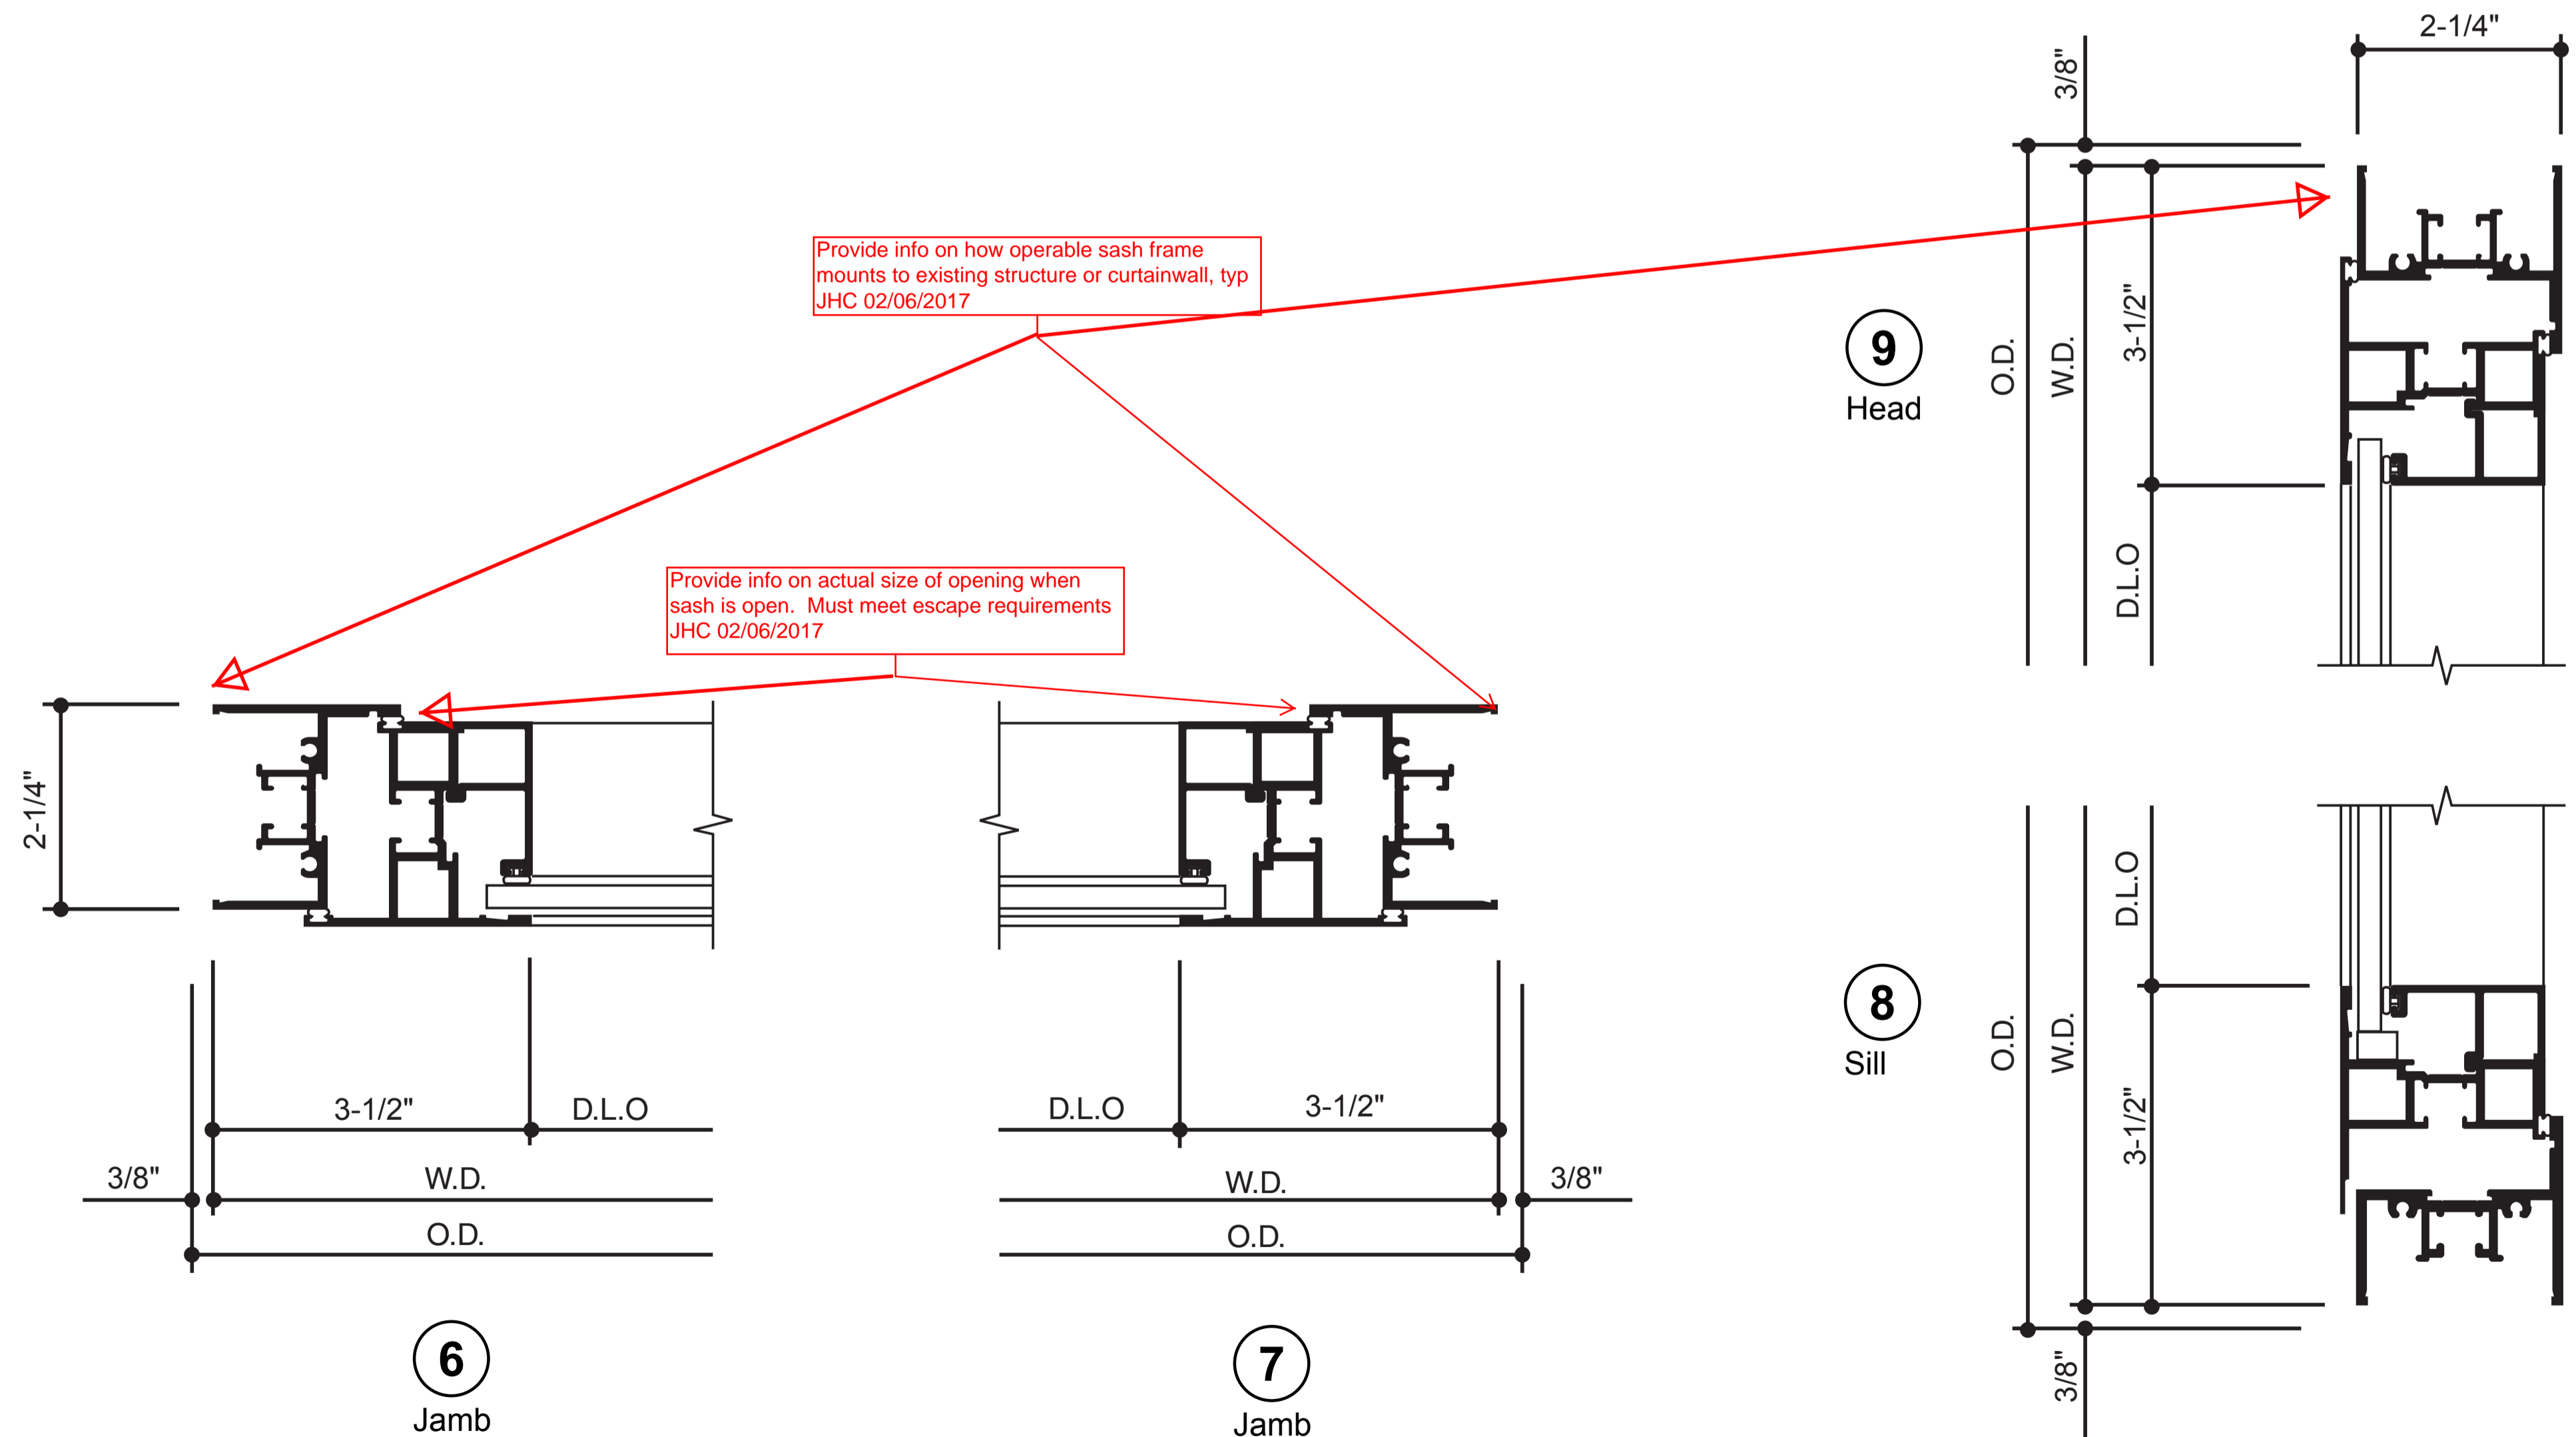 2-1/4"
3/8"
Provide info on how operable sash frame
mounts to existing structure or curtainwall, typ
JHC 02/06/2017
9
Head
O.D.
W.D.
3-1/2"
D.L.O
Provide info on actual size of opening when
sash is open.  Must meet escape requirements
JHC 02/06/2017
2-1/4"
8
Sill
O.D.
W.D.
D.L.O
3-1/2"
3/8"
3-1/2"
D.L.O
3/8"
W.D.
O.D.
6
Jamb
D.L.O
3-1/2"
W.D.
3/8"
O.D.
7
Jamb